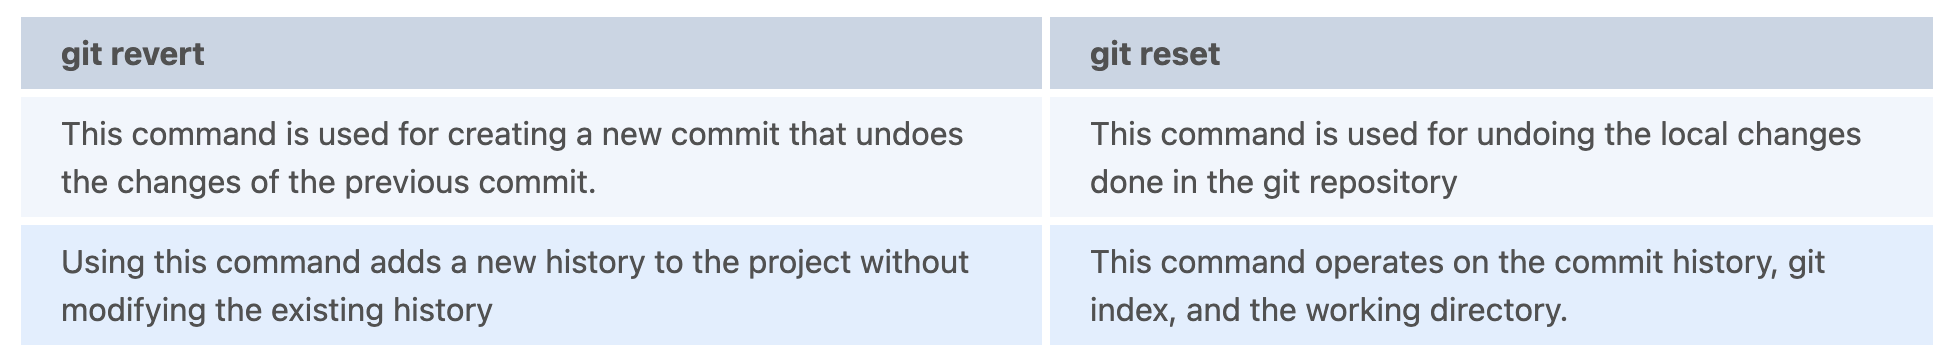 git revert
git reset
This command is used for creating a new commit that undoes
the changes of the previous commit.
This command is used for undoing the local changes
done in the git repository
Using this command adds a new history to the project without
modifying the existing history
This command operates on the commit history, git
index, and the working directory.